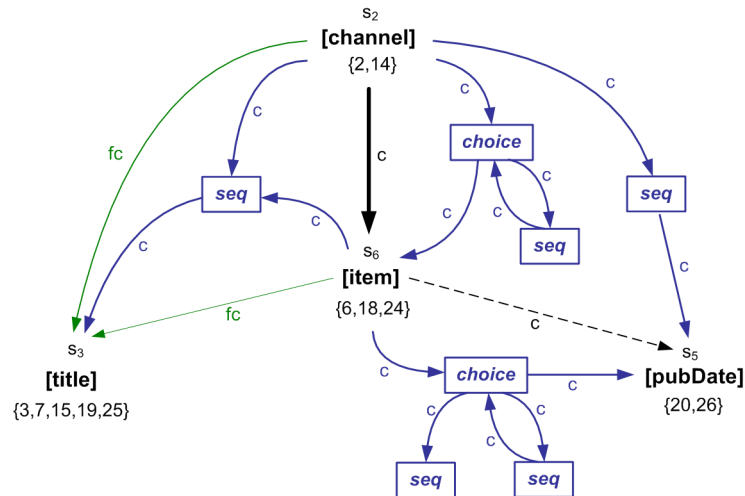 s2
[channel]
{2,14}
c
c
c
c
fc
choice
c
seq
c
c
seq
c
c
c
seq
s6
[item]
{6,18,24}
c
c
fc
c
s3
[title]
{3,7,15,19,25}
s5
[pubDate]
{20,26}
c
choice
c
c
c
c
seq
seq